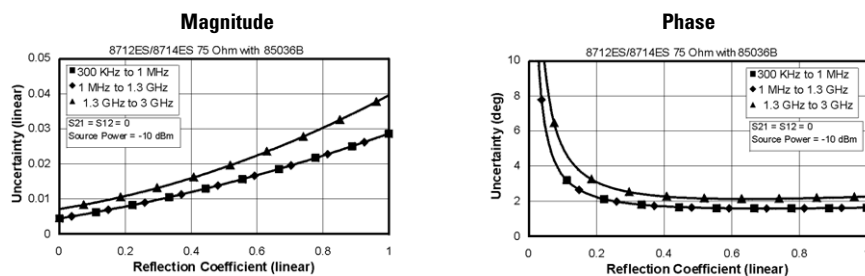 Magnitude
8712ES/8714ES 75 Ohm with 85036B
0.05
0.04
0.03
0.02
0.01
0
Uncertainty (linear)
300 KHz to 1 MHz
1 MHz to 1.3 GHz
1.3 GHz to 3 GHz
S21 = S12 = 0
Source Power = -10 dBm
0 0.2 0.4 0.6 0.8 1
Reflection Coefficient (linear)
Phase
8712ES/8714ES 75 Ohm with 85036B
10
8
6
4
2
0
Uncertainty (deg)
300 KHz to 1 MHz
1 MHz to 1.3 GHz
1.3 GHz to 3 GHz
S21 = S12 = 0
Source Power = -10 dBm
0 0.2 0.4 0.6 0.8 1
Reflection Coefficient (linear)